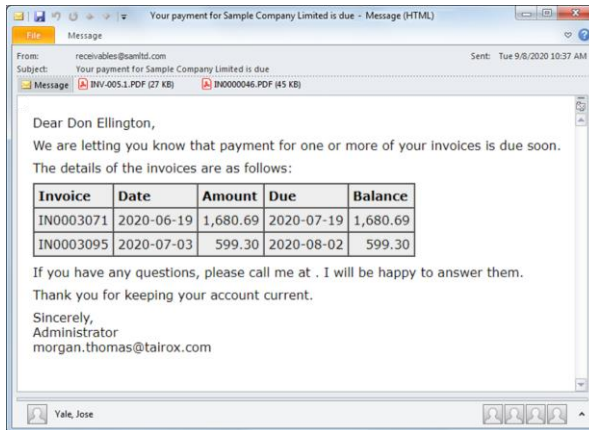 Your payment for Sample Company Limited is due - Message (HTML)
File Message
From: receivables@samltd.com Sent: Tue 9/8/2020 10:37 AM
Subject: Your payment for Sample Company Limited is due
Message INV-005.1.PDF (27 KB) IN0000046.PDF (45 KB)
Dear Don Ellington,
We are letting you know that payment for one or more of your invoices is due soon.
The details of the invoices are as follows:
Invoice Date Amount Due Balance
IN0003071 2020-06-19 1,680.69 2020-07-19 1,680.69
IN0003095 2020-07-03 599.30 2020-08-02 599.30
If you have any questions, please call me at . I will be happy to answer them.
Thank you for keeping your account current.
Sincerely,
Administrator
morgan.thomas@tairox.com
Yale, Jose